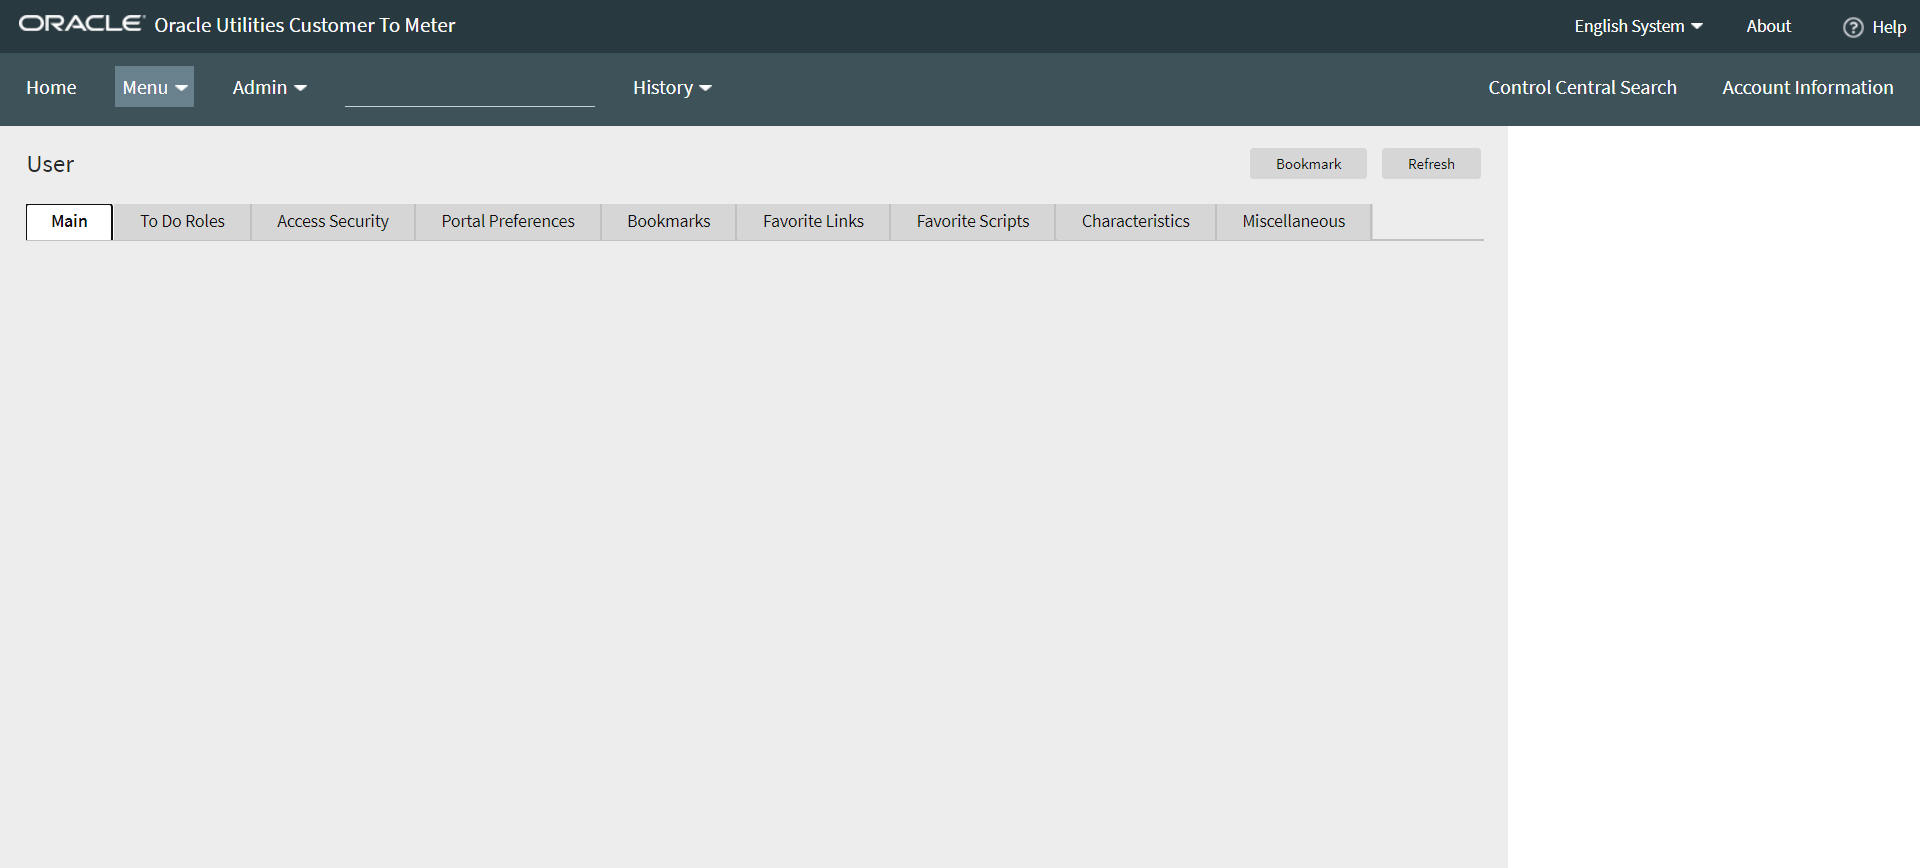 ORACLE Oracle Utilities Customer To Meter English System About Help
Home Menu Admin History Control Central Search Account Information
User Bookmark Refresh
Main To Do Roles Access Security Portal Preferences Bookmarks Favorite Links Favorite Scripts Characteristics Miscellaneous